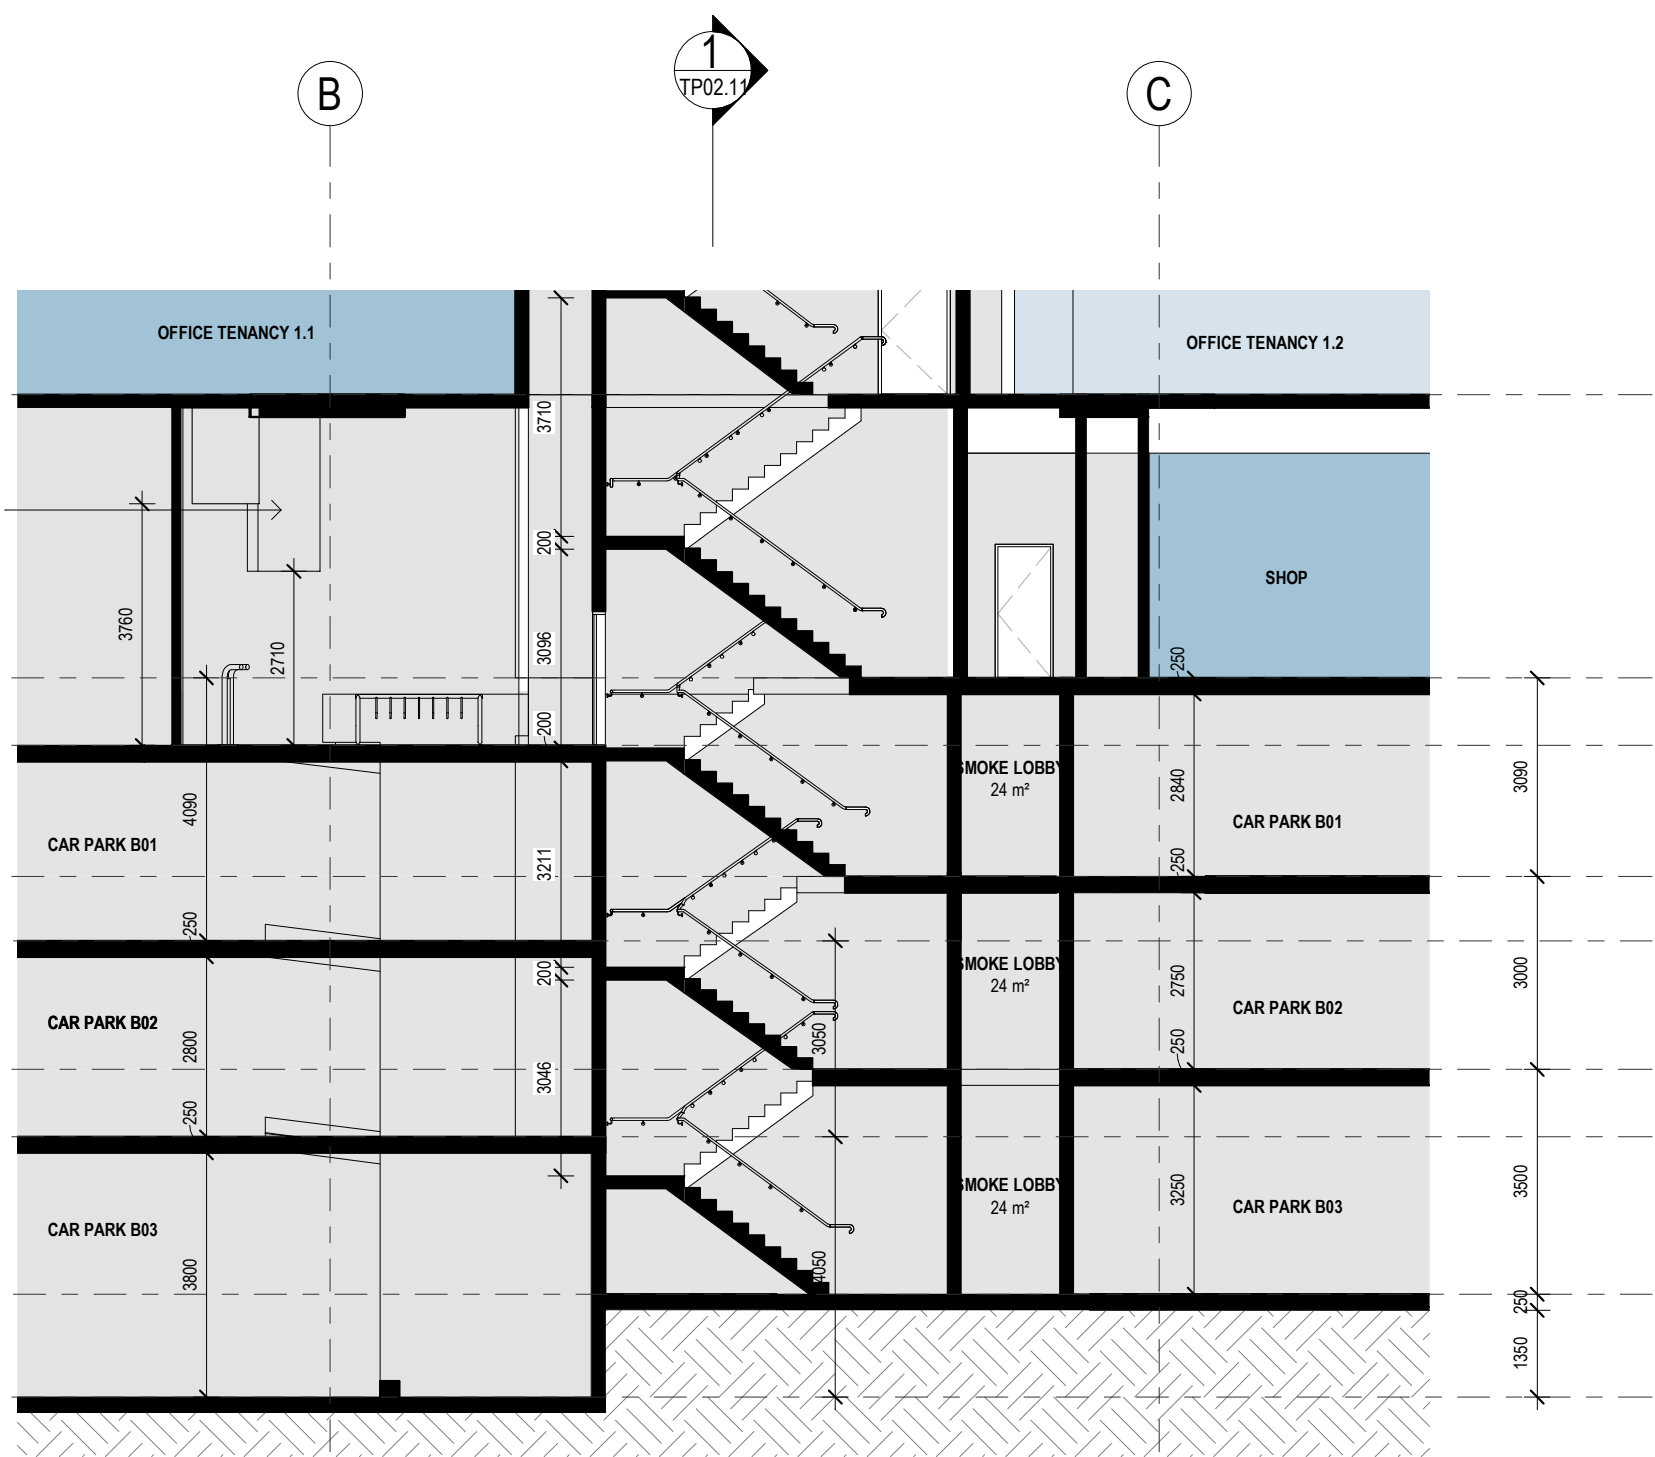 1
TP02.11
B
C
OFFICE TENANCY 1.1
OFFICE TENANCY 1.2
3710
200
3760
2710
3096
200
SHOP
250
SMOKE LOBBY
24 m²
2840
3090
4090
CAR PARK B01
CAR PARK B01
3211
250
250
200
SMOKE LOBBY
24 m²
2750
3000
CAR PARK B02
CAR PARK B02
2800
3050
250
3046
250
SMOKE LOBBY
24 m²
3250
3500
CAR PARK B03
CAR PARK B03
3800
4050
250
1350